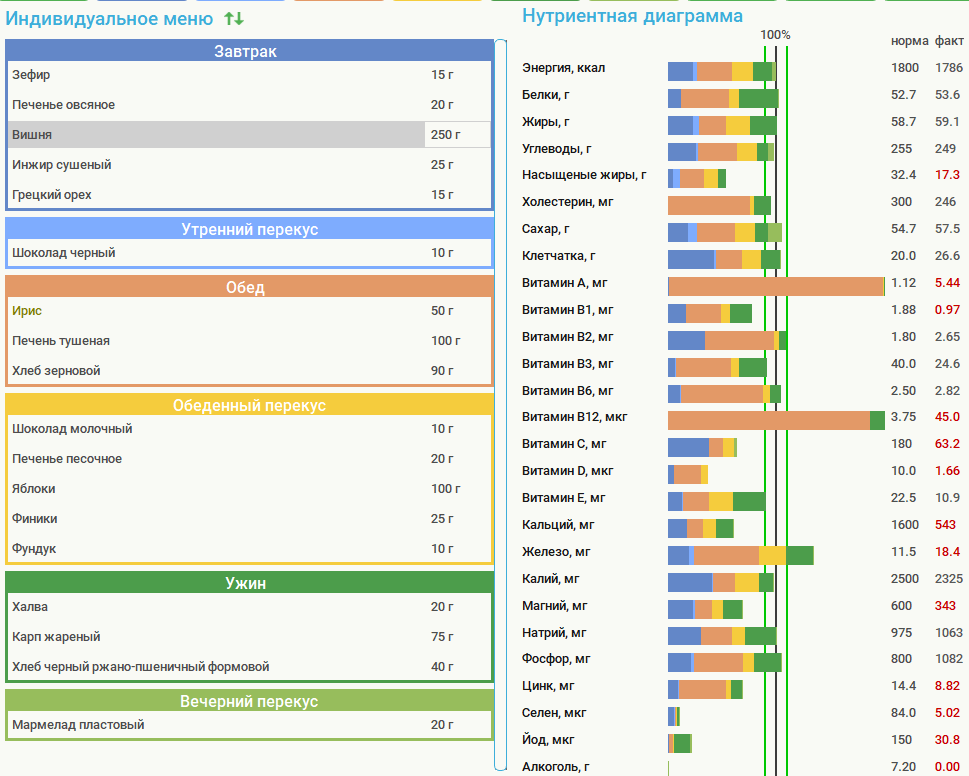 Индивидуальное меню
Завтрак
Зефир 15 г
Печенье овсяное 20 г
Вишня 250 г
Инжир сушеный 25 г
Грецкий орех 15 г
Утренний перекус
Шоколад черный 10 г
Обед
Ирис 50 г
Печень тушеная 100 г
Хлеб зерновой 90 г
Обеденный перекус
Шоколад молочный 10 г
Печенье песочное 20 г
Яблоки 100 г
Финики 25 г
Фундук 10 г
Ужин
Халва 20 г
Карп жареный 75 г
Хлеб черный ржано-пшеничный формовой 40 г
Вечерний перекус
Мармелад пластовый 20 г
Нутриентная диаграмма
100%
норма факт
Энергия, ккал 1800 1786
Белки, г 52.7 53.6
Жиры, г 58.7 59.1
Углеводы, г 255 249
Насыщеные жиры, г 32.4 17.3
Холестерин, мг 300 246
Сахар, г 54.7 57.5
Клетчатка, г 20.0 26.6
Витамин A, мг 1.12 5.44
Витамин B1, мг 1.88 0.97
Витамин B2, мг 1.80 2.65
Витамин B3, мг 40.0 24.6
Витамин B6, мг 2.50 2.82
Витамин B12, мкг 3.75 45.0
Витамин C, мг 180 63.2
Витамин D, мкг 10.0 1.66
Витамин E, мг 22.5 10.9
Кальций, мг 1600 543
Железо, мг 11.5 18.4
Калий, мг 2500 2325
Магний, мг 600 343
Натрий, мг 975 1063
Фосфор, мг 800 1082
Цинк, мг 14.4 8.82
Селен, мкг 84.0 5.02
Йод, мкг 150 30.8
Алкоголь, г 7.20 0.00